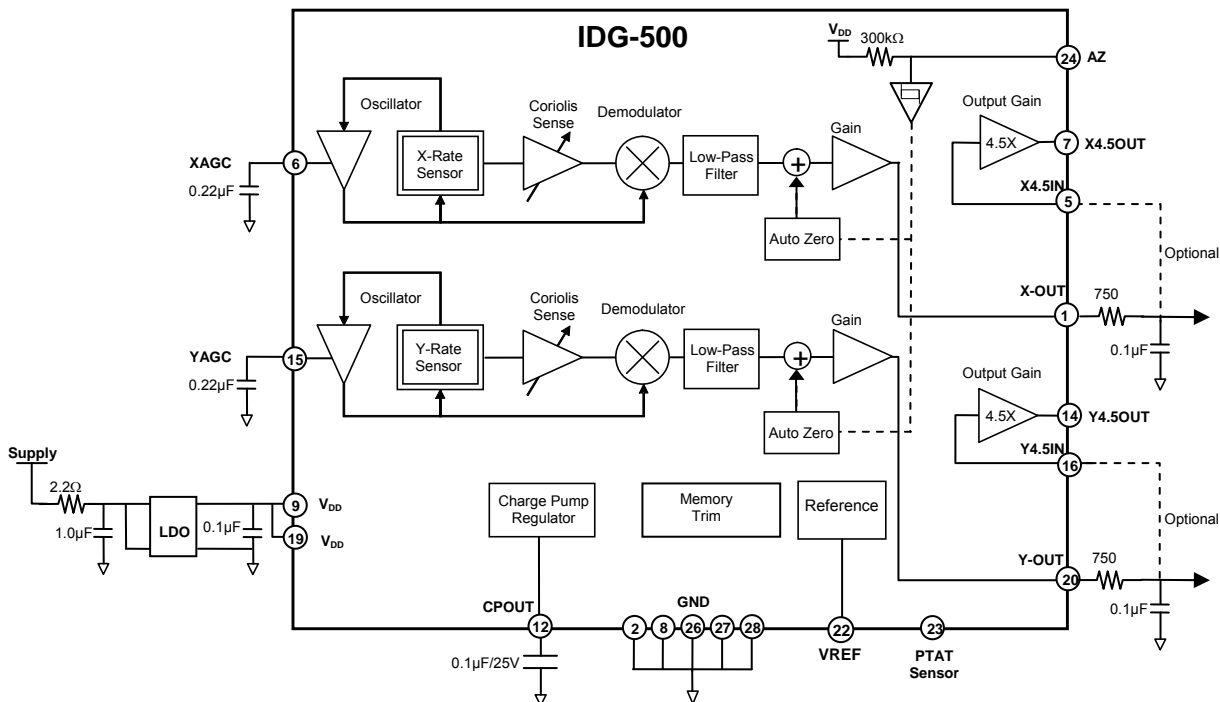 IDG-500
VDD
300kΩ
24
AZ
Oscillator
Coriolis
Sense
Demodulator
Output Gain
4.5X
7
X4.5OUT
XAGC
6
0.22µF
X-Rate
Sensor
Low-Pass
Filter
+
Gain
X4.5IN
5
Auto Zero
Optional
Oscillator
Coriolis
Sense
Demodulator
X-OUT
1
750
0.1µF
Gain
YAGC
15
0.22µF
Y-Rate
Sensor
Low-Pass
Filter
+
Output Gain
4.5X
14
Y4.5OUT
Auto Zero
Y4.5IN
16
Supply
2.2Ω
1.0µF
LDO
0.1µF
9
VDD
19
VDD
Charge Pump
Regulator
Memory
Trim
Reference
Optional
Y-OUT
20
750
0.1µF
CPOUT
12
0.1µF/25V
GND
2
8
26
27
28
22
VREF
23
PTAT
Sensor